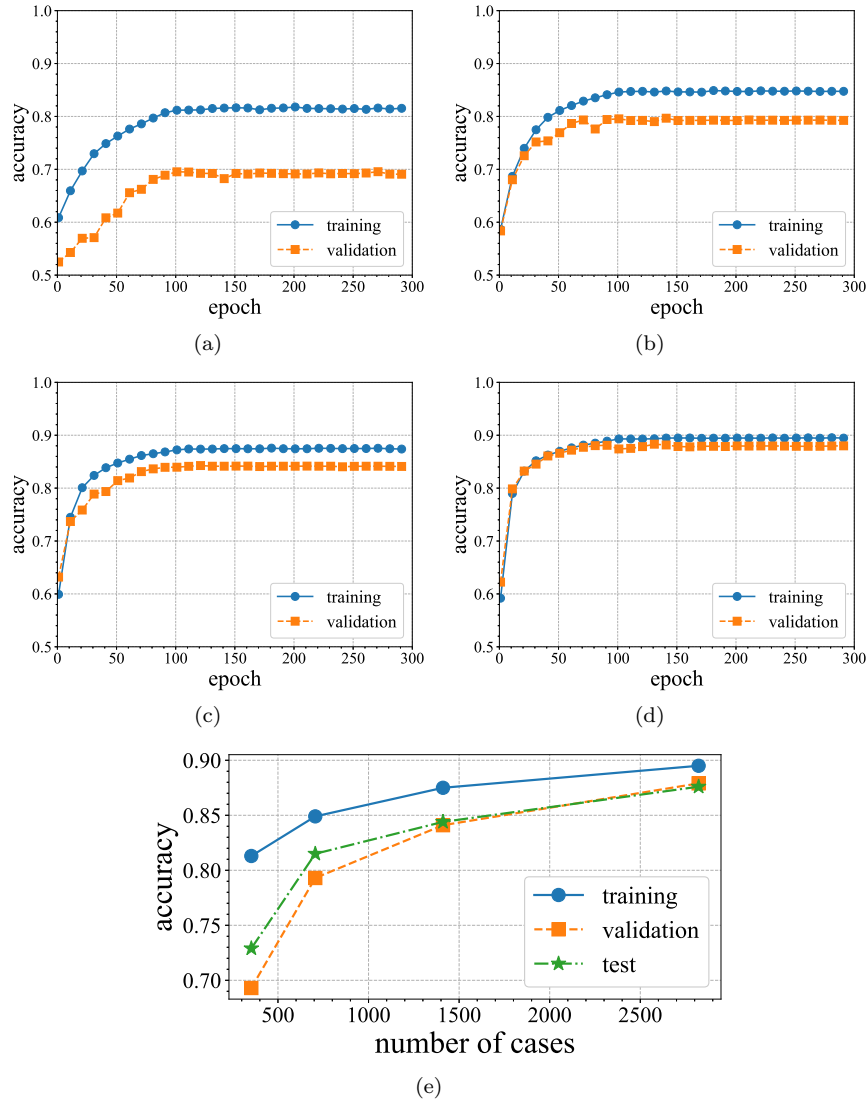 1.0
0.9
0.8
0.7
0.6
0.5
accuracy
0 50 100 150 200 250 300
epoch
training
validation
(a)
1.0
0.9
0.8
0.7
0.6
0.5
accuracy
0 50 100 150 200 250 300
epoch
training
validation
(b)
1.0
0.9
0.8
0.7
0.6
0.5
accuracy
0 50 100 150 200 250 300
epoch
training
validation
(c)
1.0
0.9
0.8
0.7
0.6
0.5
accuracy
0 50 100 150 200 250 300
epoch
training
validation
(d)
0.90
0.85
0.80
0.75
0.70
accuracy
500 1000 1500 2000 2500
number of cases
training
validation
test
(e)